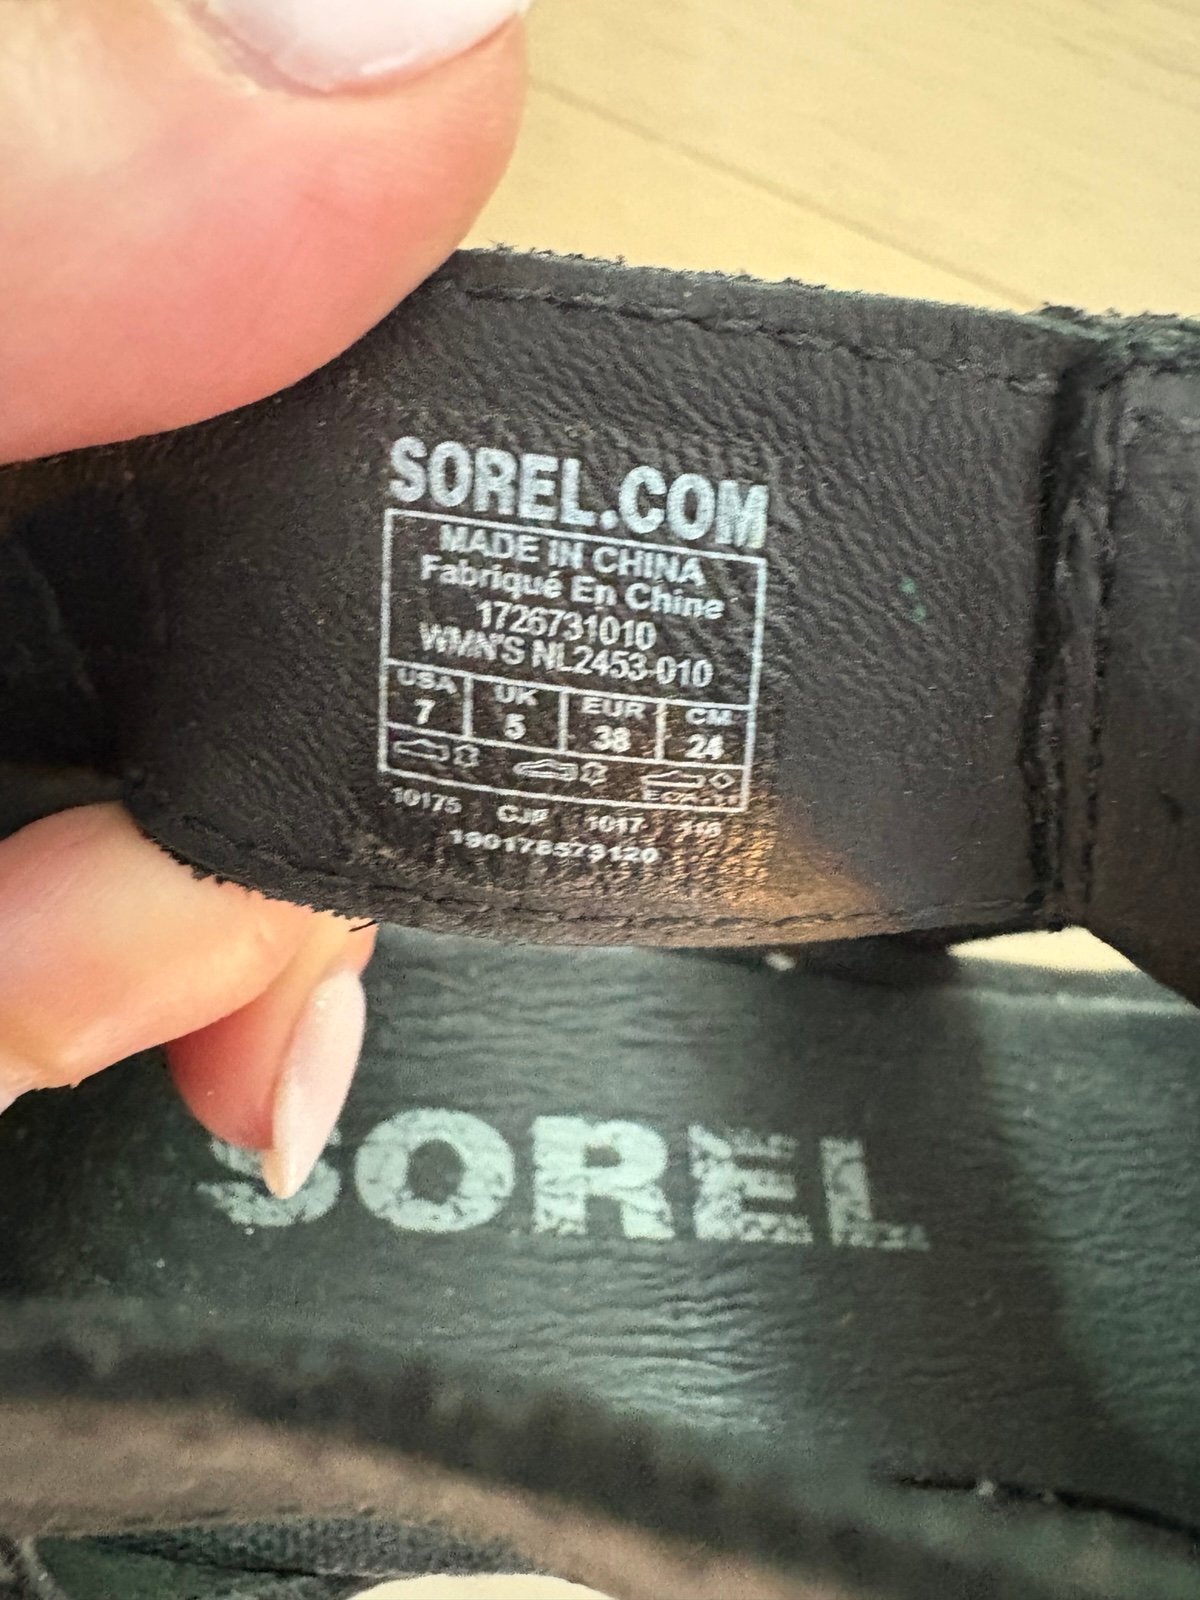 SOREL.COM
MADE IN CHINA
Fabriqué En Chine
1726731010
WMN'S NL2453-010
USA UK EUR CM
7 5 38 24
10175 CJP 1017
190178573120
SOREL